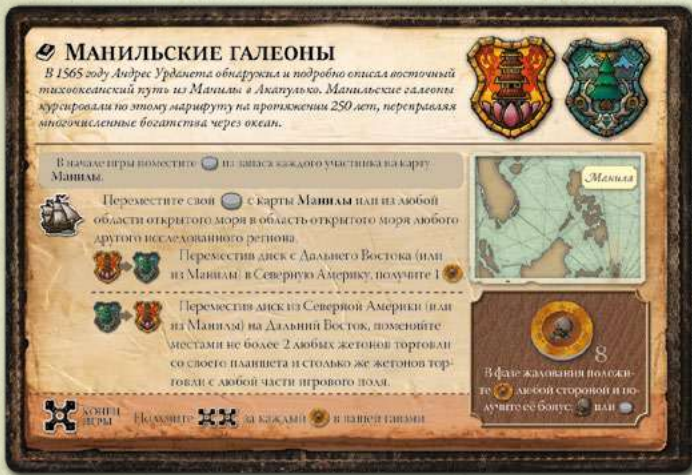 МАНИЛЬСКИЕ ГАЛЕОНЫ
В 1565 году Андрес Урданета обнаружил и подробно описал восточный
тихоокеанский путь из Манилы в Акапулько. Манильские галеоны
курсировали по этому маршруту на протяжении 250 лет, переправляя
многочисленные богатства через океан.
В начале игры поместите из запаса каждого участника на карту
Манилы.
Манила
Переместите свой с карты Манилы или из любой
области открытого моря в область открытого моря любого
другого исследованного региона.
Переместив диск с Дальнего Востока (или
из Манилы) в Северную Америку, получите 1
Переместив диск из Северной Америки (или
из Манилы) на Дальний Восток, поменяйте
местами не более 2 любых жетонов торговли
со своего планшета и столько же жетонов тор-
говли с любой части игрового поля.
8
В фазе жалования положи-
те любой стороной и по-
лучите её бонус: или
КОНЕЦ
ИГРЫ
Получите за каждый в вашей гавани